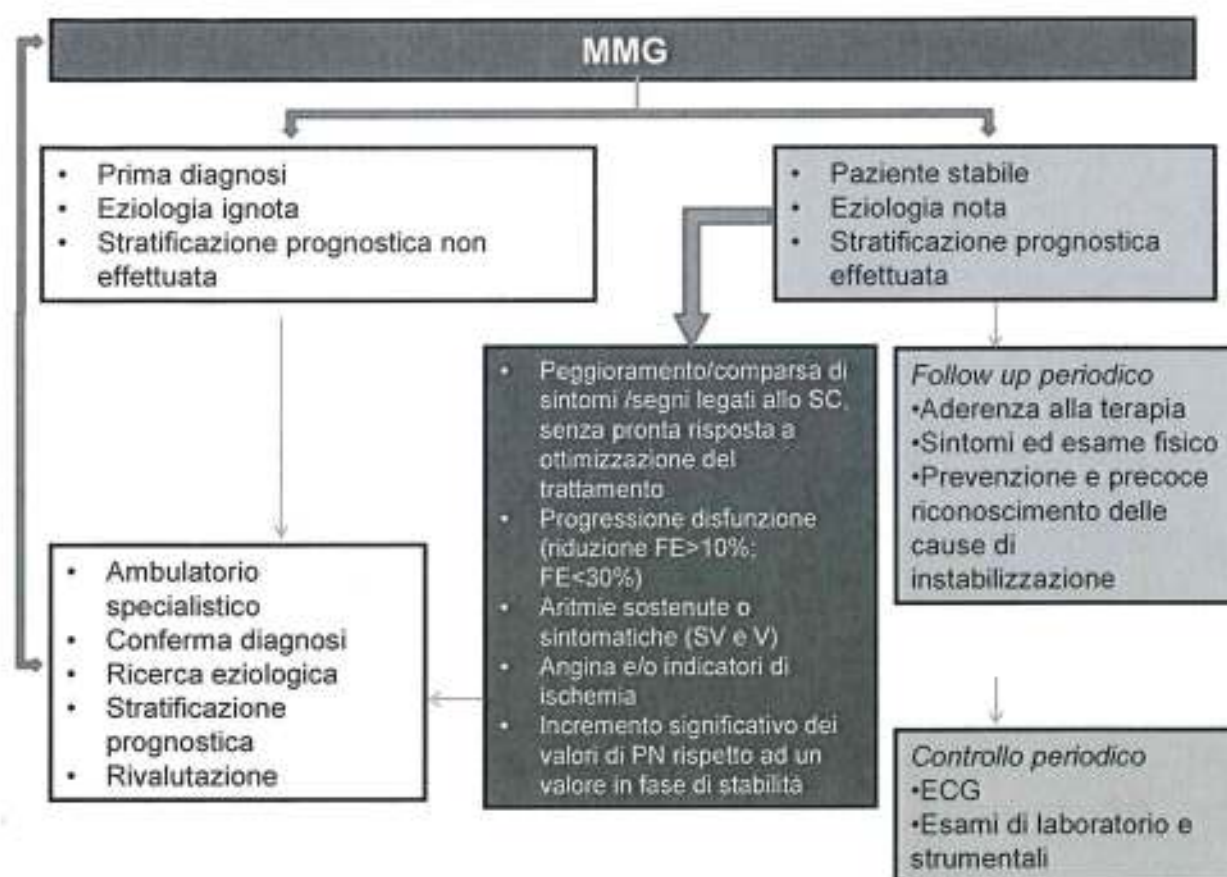 MMG
• Prima diagnosi
• Eziologia ignota
• Stratificazione prognostica non
effettuata
• Paziente stabile
• Eziologia nota
• Stratificazione prognostica
effettuata
• Peggioramento/comparsa di
sintomi /segni legati allo SC,
senza pronta risposta a
ottimizzazione del
trattamento
• Progressione disfunzione
(riduzione FE>10%;
FE<30%)
• Aritmie sostenute o
sintomatiche (SV e V)
• Angina e/o indicatori di
ischemia
• Incremento significativo dei
valori di PN rispetto ad un
valore in fase di stabilità
Follow up periodico
•Aderenza alla terapia
•Sintomi ed esame fisico
•Prevenzione e precoce
riconoscimento delle
cause di
instabilizzazione
• Ambulatorio
specialistico
• Conferma diagnosi
• Ricerca eziologica
• Stratificazione
prognostica
• Rivalutazione
Controllo periodico
•ECG
•Esami di laboratorio e
strumentali